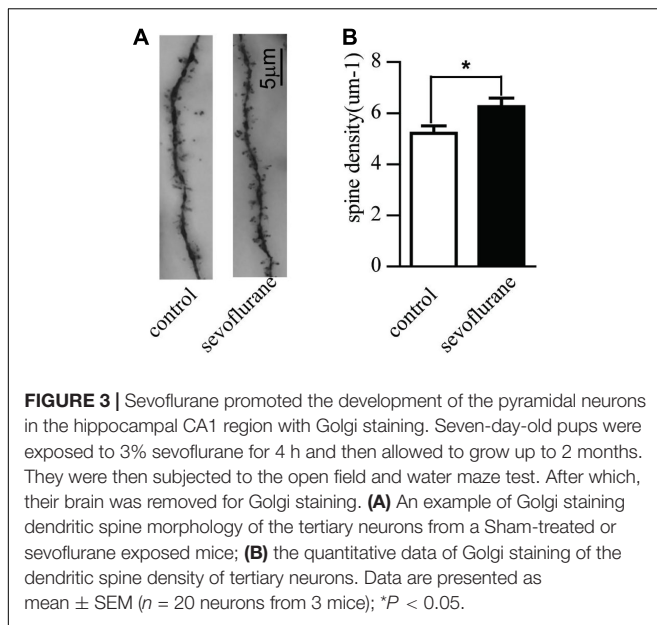 A
B
5μm
control
sevoflurane
spine density(um-1)
8
6
4
2
0
*
control
sevoflurane
FIGURE 3 | Sevoflurane promoted the development of the pyramidal neurons
in the hippocampal CA1 region with Golgi staining. Seven-day-old pups were
exposed to 3% sevoflurane for 4 h and then allowed to grow up to 2 months.
They were then subjected to the open field and water maze test. After which,
their brain was removed for Golgi staining. (A) An example of Golgi staining
dendritic spine morphology of the tertiary neurons from a Sham-treated or
sevoflurane exposed mice; (B) the quantitative data of Golgi staining of the
dendritic spine density of tertiary neurons. Data are presented as
mean ± SEM (n = 20 neurons from 3 mice); *P < 0.05.